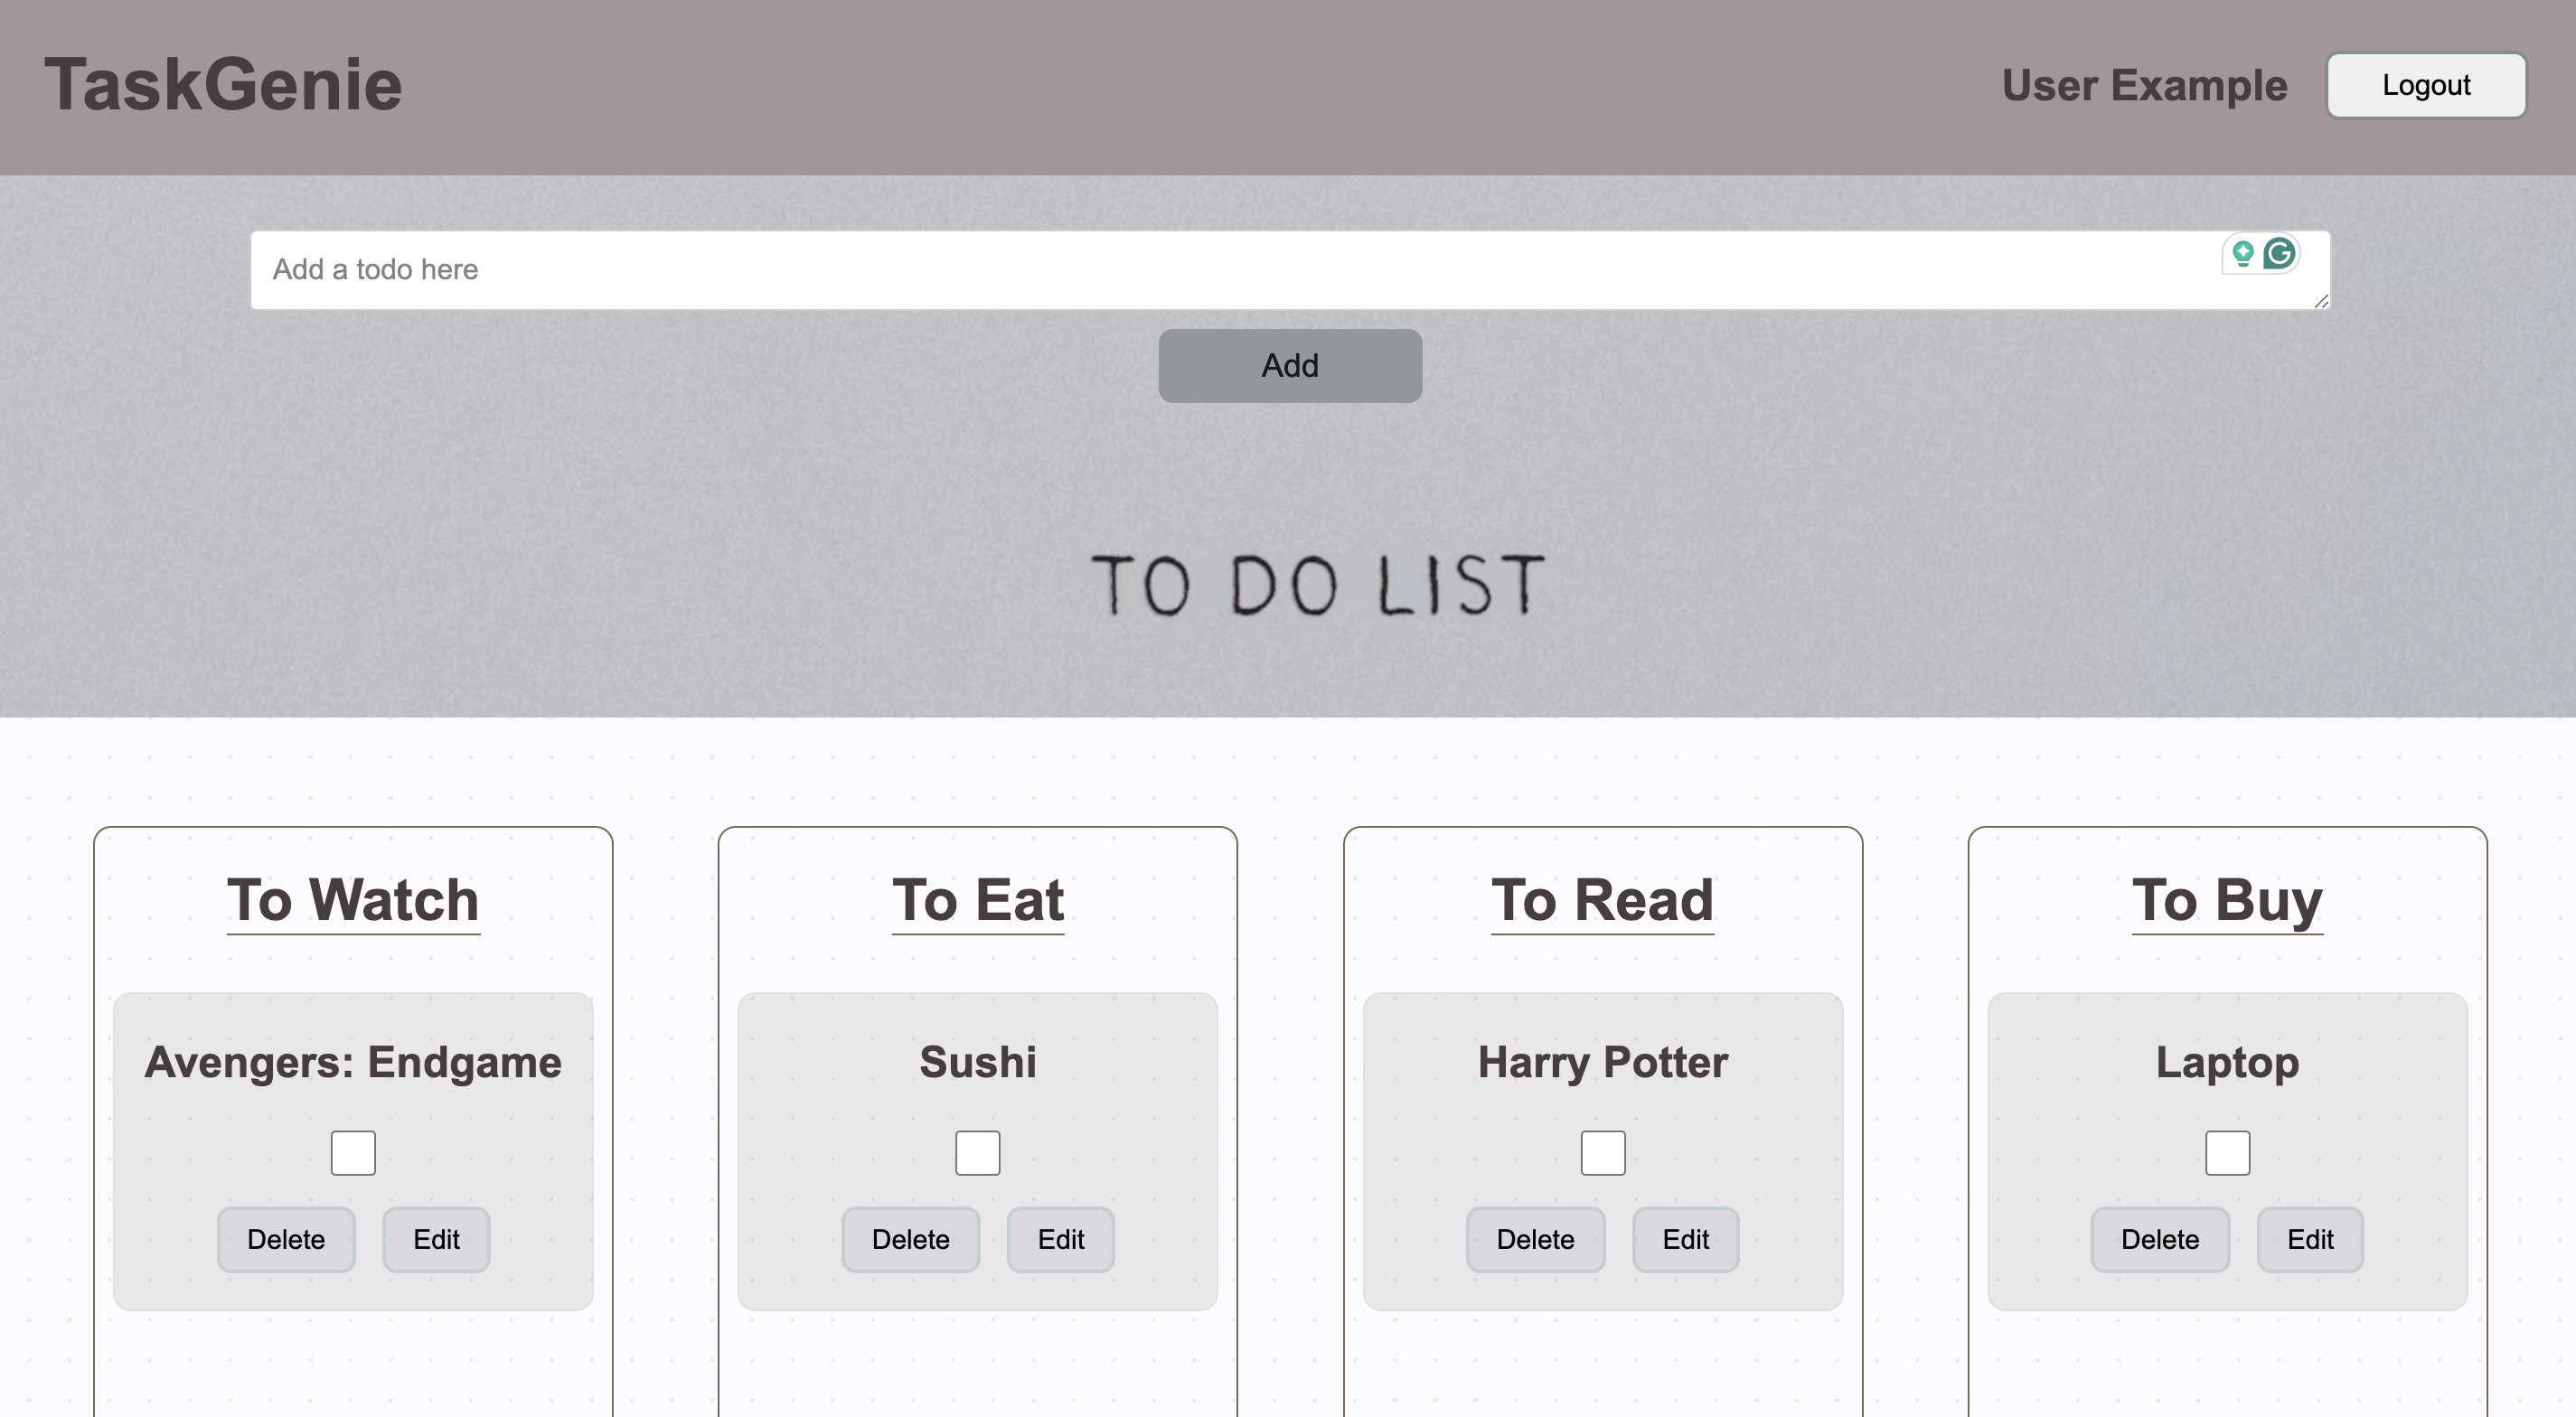 TaskGenie
User Example
Logout
Add a todo here
Add
TO DO LIST
To Watch
Avengers: Endgame
Delete
Edit
To Eat
Sushi
Delete
Edit
To Read
Harry Potter
Delete
Edit
To Buy
Laptop
Delete
Edit